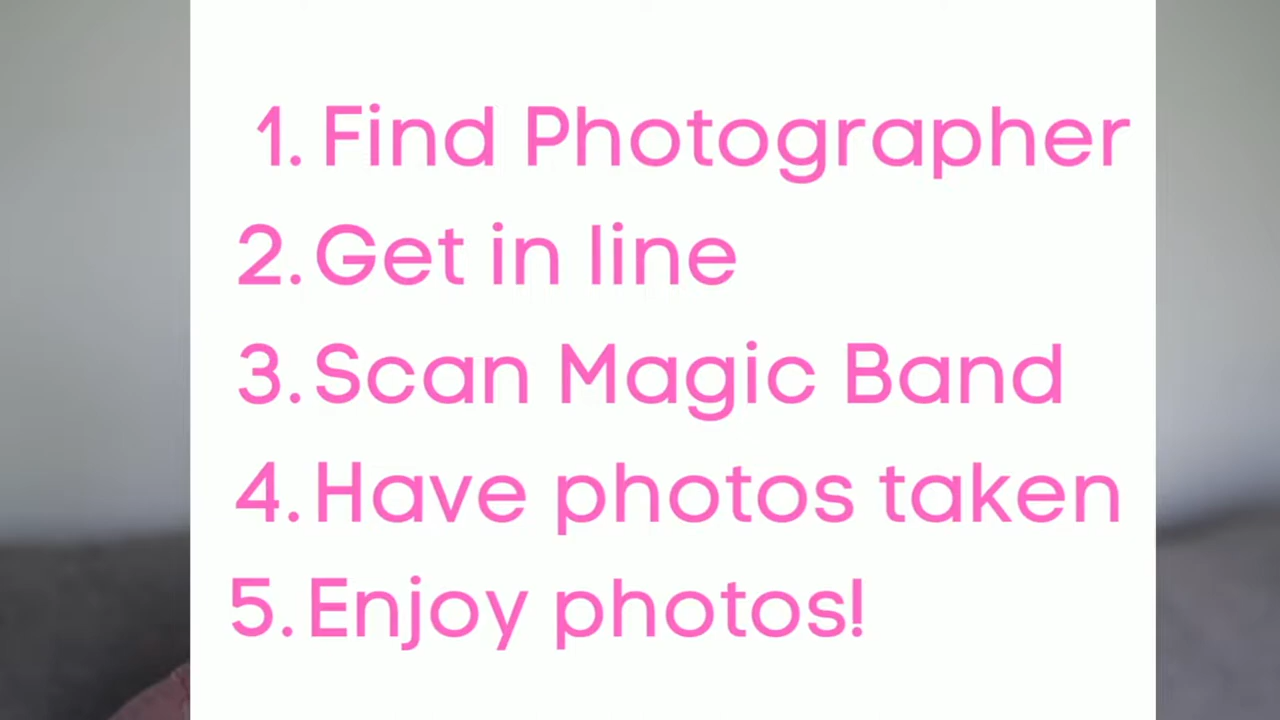 1. Find Photographer
2. Get in line
3. Scan Magic Band
4. Have photos taken
5. Enjoy photos!